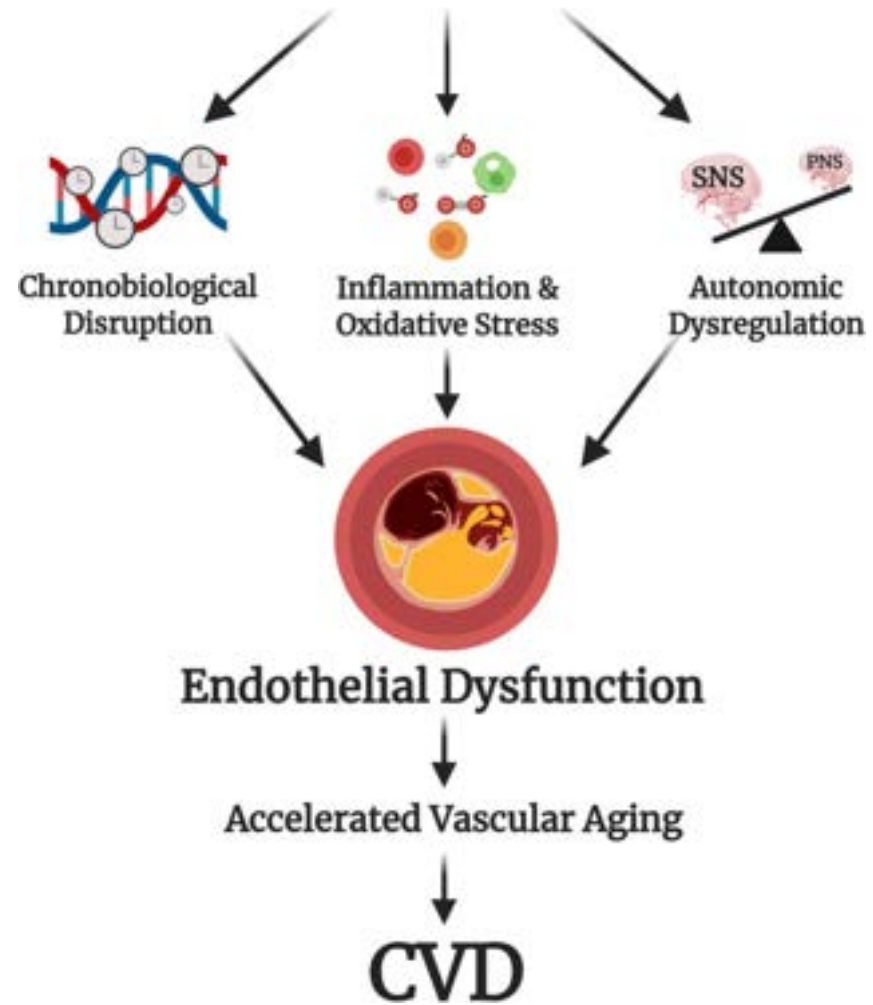 SNS
PNS
Chronobiological
Disruption
Inflammation &
Oxidative Stress
Autonomic
Dysregulation
Endothelial Dysfunction
Accelerated Vascular Aging
CVD